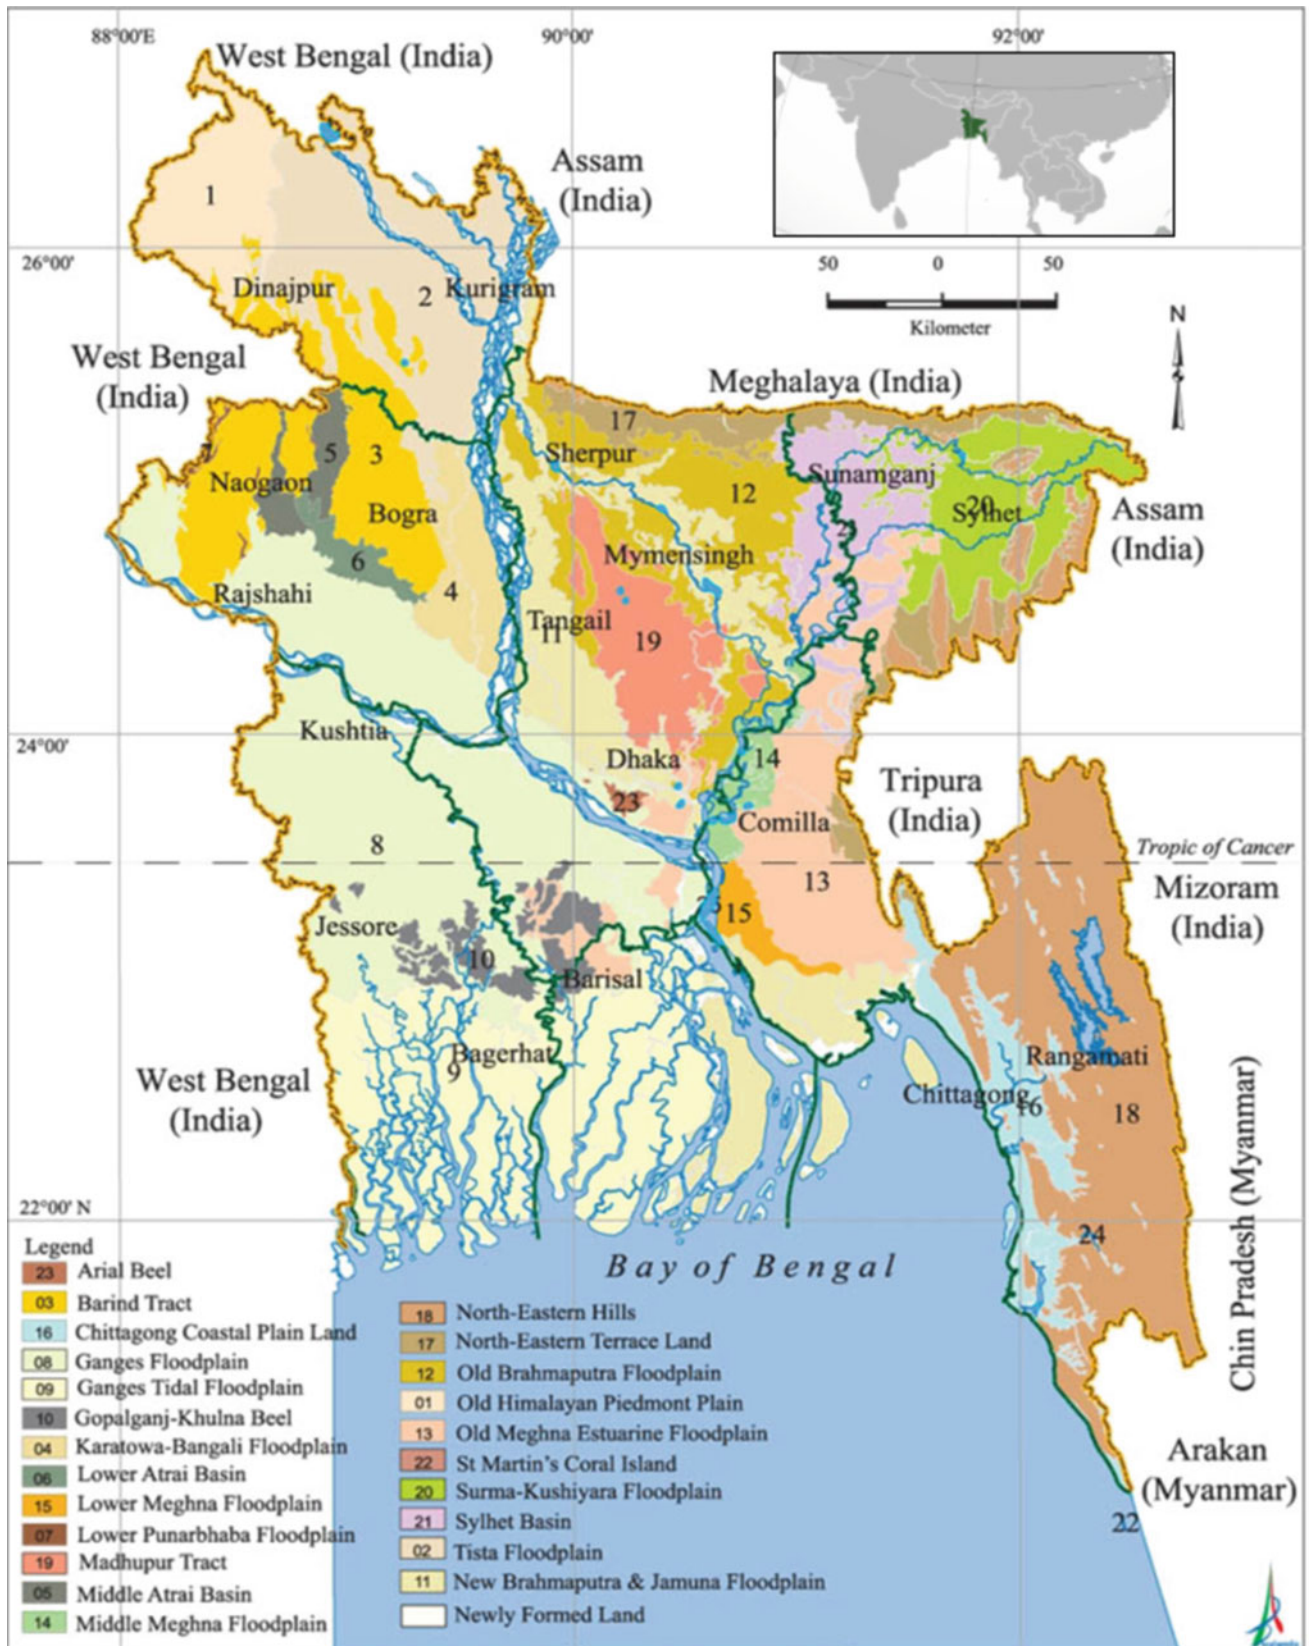 88°00'E
90°00'
92°00'
West Bengal (India)
Assam
(India)
1
26°00'
Dinajpur
2
Kurigram
50
0
50
Kilometer
N
West Bengal
(India)
Meghalaya (India)
17
7
5
3
Sherpur
Naogaon
Sunamganj
12
20
Sylhet
Bogra
Assam
(India)
Mymensingh
6
Rajshahi
4
Tangail
11
19
Kushtia
24°00'
Dhaka
14
Tripura
(India)
23
Comilla
8
Tropic of Cancer
13
Mizoram
(India)
15
Jessore
10
Barisal
Bagerhat
9
Rangamati
West Bengal
(India)
Chittagong
16
18
Chin Pradesh (Myanmar)
22°00' N
24
Bay of Bengal
Arakan
(Myanmar)
22
Legend
23 Arial Beel
03 Barind Tract
16 Chittagong Coastal Plain Land
08 Ganges Floodplain
09 Ganges Tidal Floodplain
10 Gopalganj-Khulna Beel
04 Karatowa-Bangali Floodplain
06 Lower Atrai Basin
15 Lower Meghna Floodplain
07 Lower Punarbhaba Floodplain
19 Madhupur Tract
05 Middle Atrai Basin
14 Middle Meghna Floodplain
18 North-Eastern Hills
17 North-Eastern Terrace Land
12 Old Brahmaputra Floodplain
01 Old Himalayan Piedmont Plain
13 Old Meghna Estuarine Floodplain
22 St Martin's Coral Island
20 Surma-Kushiyara Floodplain
21 Sylhet Basin
02 Tista Floodplain
11 New Brahmaputra & Jamuna Floodplain
Newly Formed Land